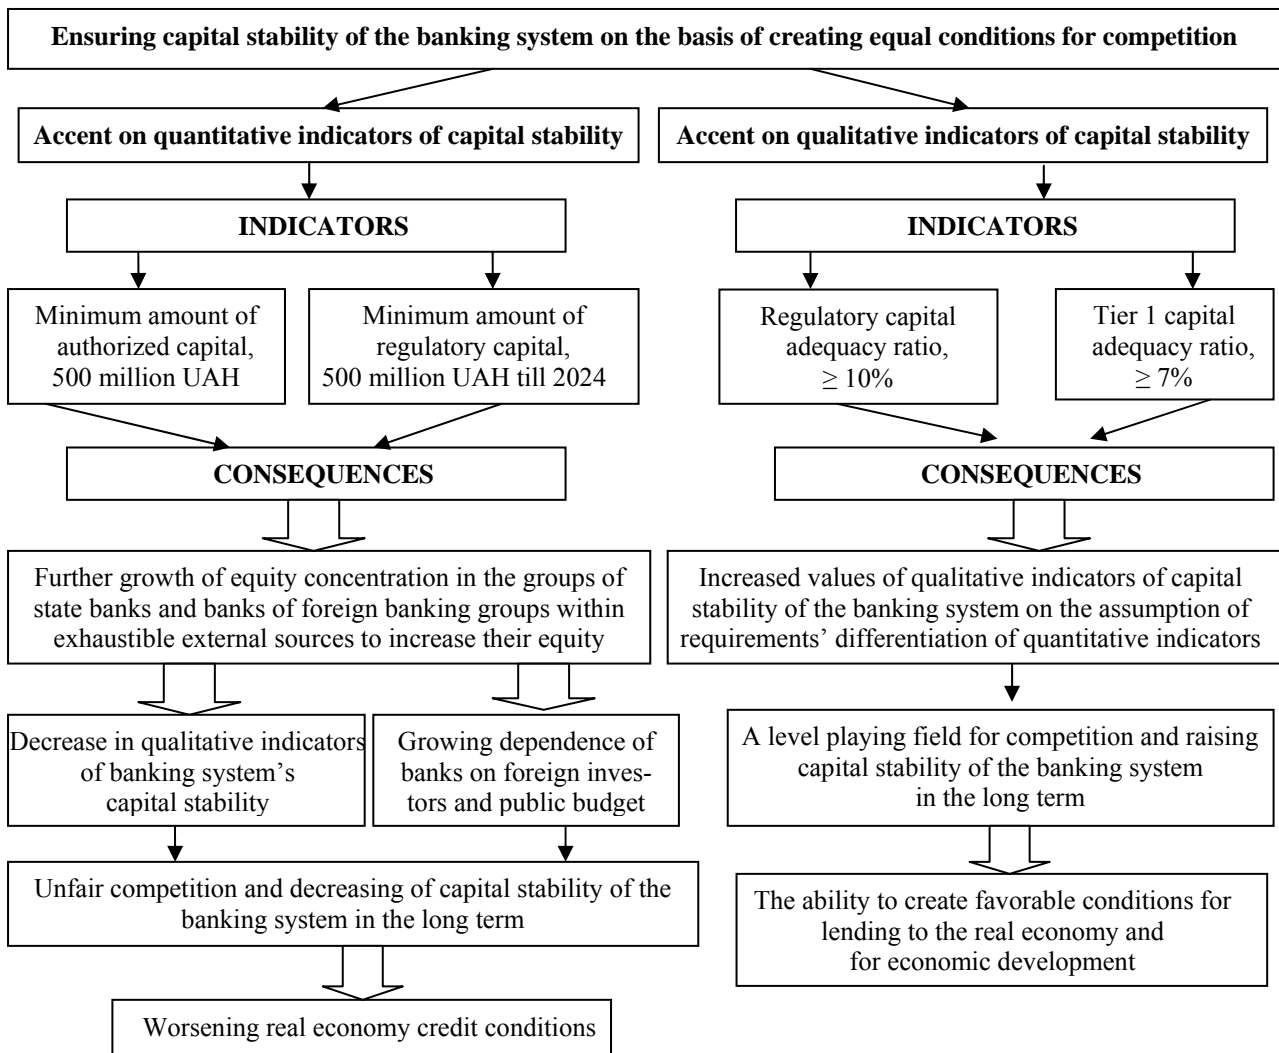 Ensuring capital stability of the banking system on the basis of creating equal conditions for competition
Accent on quantitative indicators of capital stability
Accent on qualitative indicators of capital stability
INDICATORS
INDICATORS
Minimum amount of
authorized capital,
500 million UAH
Minimum amount of
regulatory capital,
500 million UAH till 2024
Regulatory capital
adequacy ratio,
≥ 10%
Tier 1 capital
adequacy ratio,
≥ 7%
CONSEQUENCES
CONSEQUENCES
Further growth of equity concentration in the groups of
state banks and banks of foreign banking groups within
exhaustible external sources to increase their equity
Increased values of qualitative indicators of capital
stability of the banking system on the assumption of
requirements’ differentiation of quantitative indicators
Decrease in qualitative indicators
of banking system’s
capital stability
Growing dependence of
banks on foreign inves-
tors and public budget
A level playing field for competition and raising
capital stability of the banking system
in the long term
Unfair competition and decreasing of capital stability of the
banking system in the long term
The ability to create favorable conditions for
lending to the real economy and
for economic development
Worsening real economy credit conditions